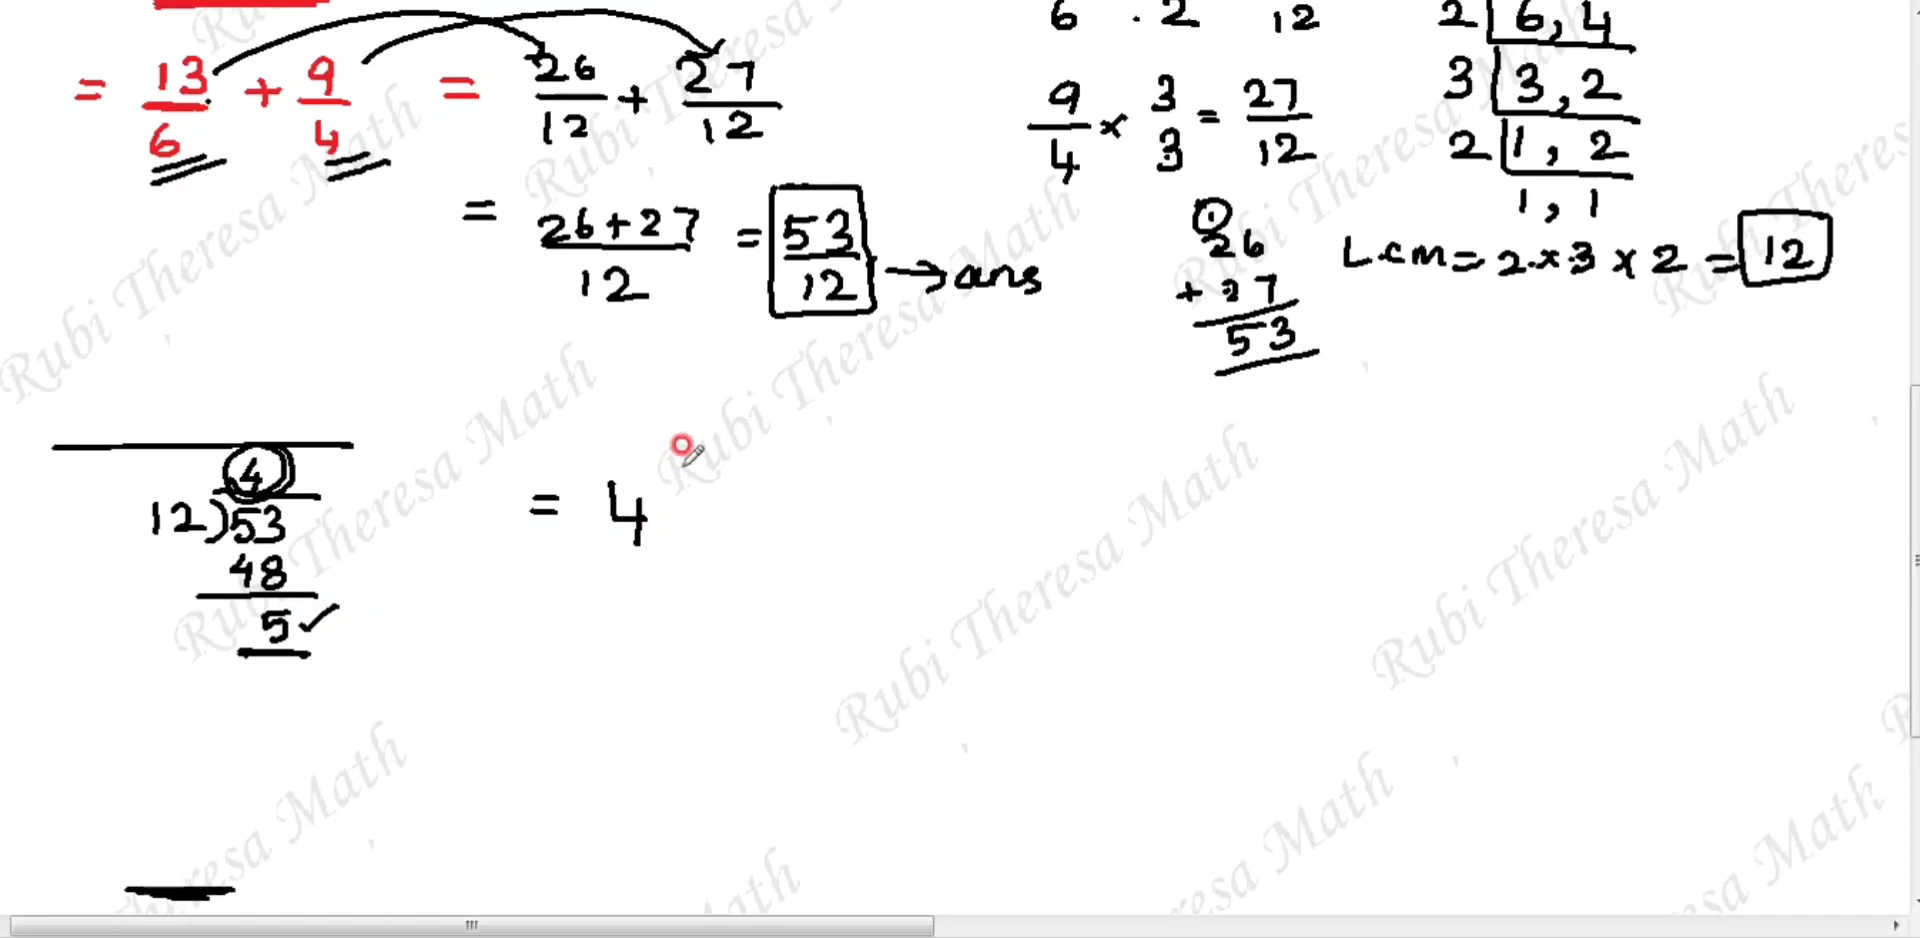 = 13/6 + 9/4 = 26/12 + 27/12
= 26+27/12 = 53/12 → ans
6 . 2 12
9/4 × 3/3 = 27/12
26
+ 27
53
2 | 6, 4
3 | 3, 2
2 | 1, 2
1, 1
L.cm = 2 × 3 × 2 = 12
4
12) 53
48
5 ✓
= 4
Rubi Theresa Math